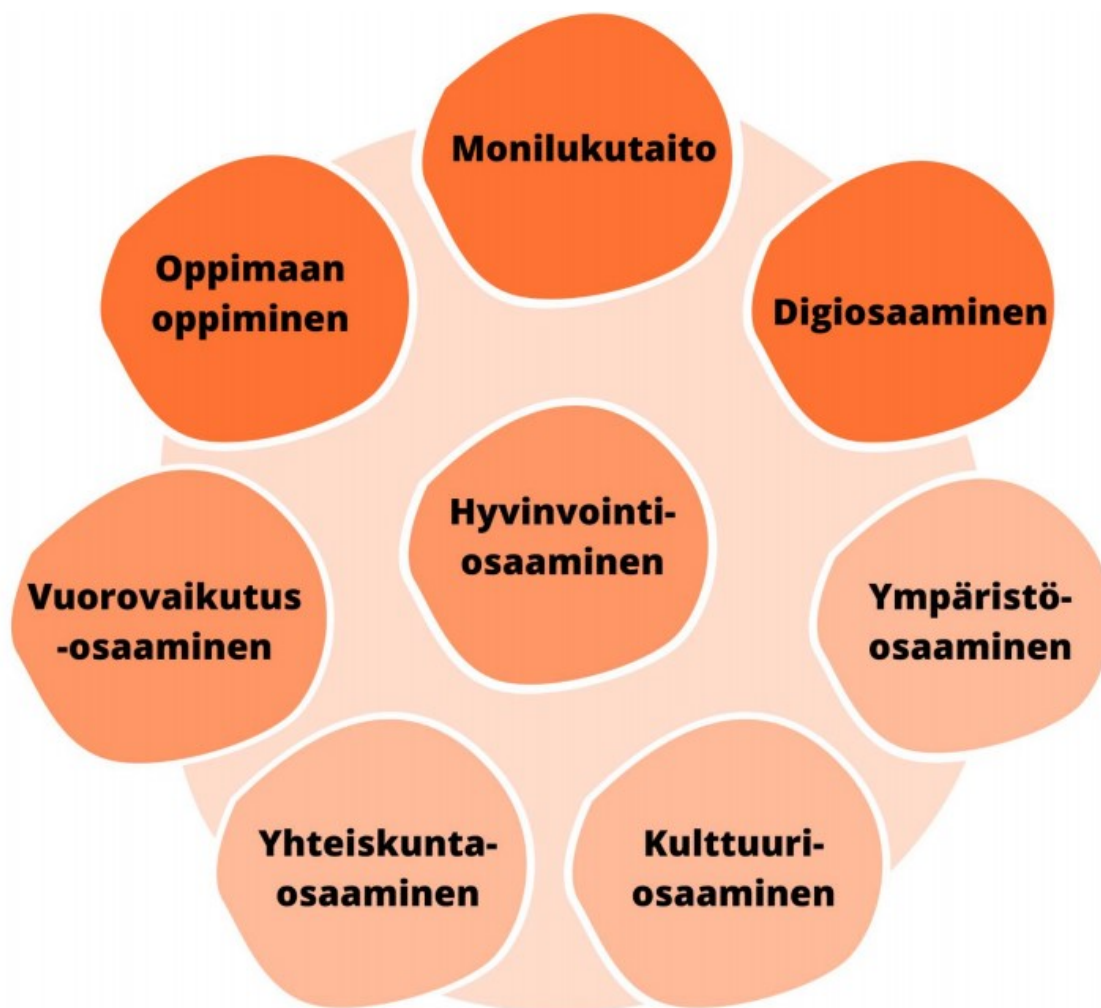 Monilukutaito
Oppimaan
oppiminen
Digiosaaminen
Hyvinvointi-
osaaminen
Vuorovaikutus
-osaaminen
Ympäristö-
osaaminen
Yhteiskunta-
osaaminen
Kulttuuri-
osaaminen